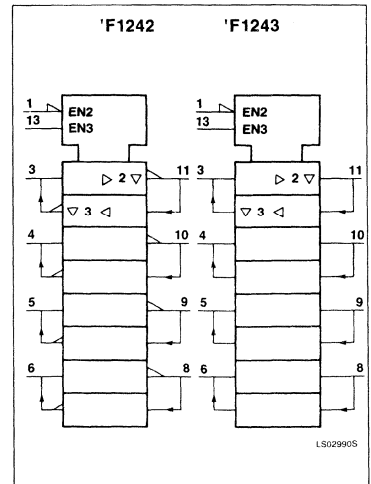 'F1242 'F1243
1 EN2 1 EN2
13 EN3 13 EN3
3 ▷ 2 ▽ 11 3 ▷ 2 ▽ 11
▽ 3 ◁ ▽ 3 ◁
4 10 4 10
5 9 5 9
6 8 6 8
LS02990S